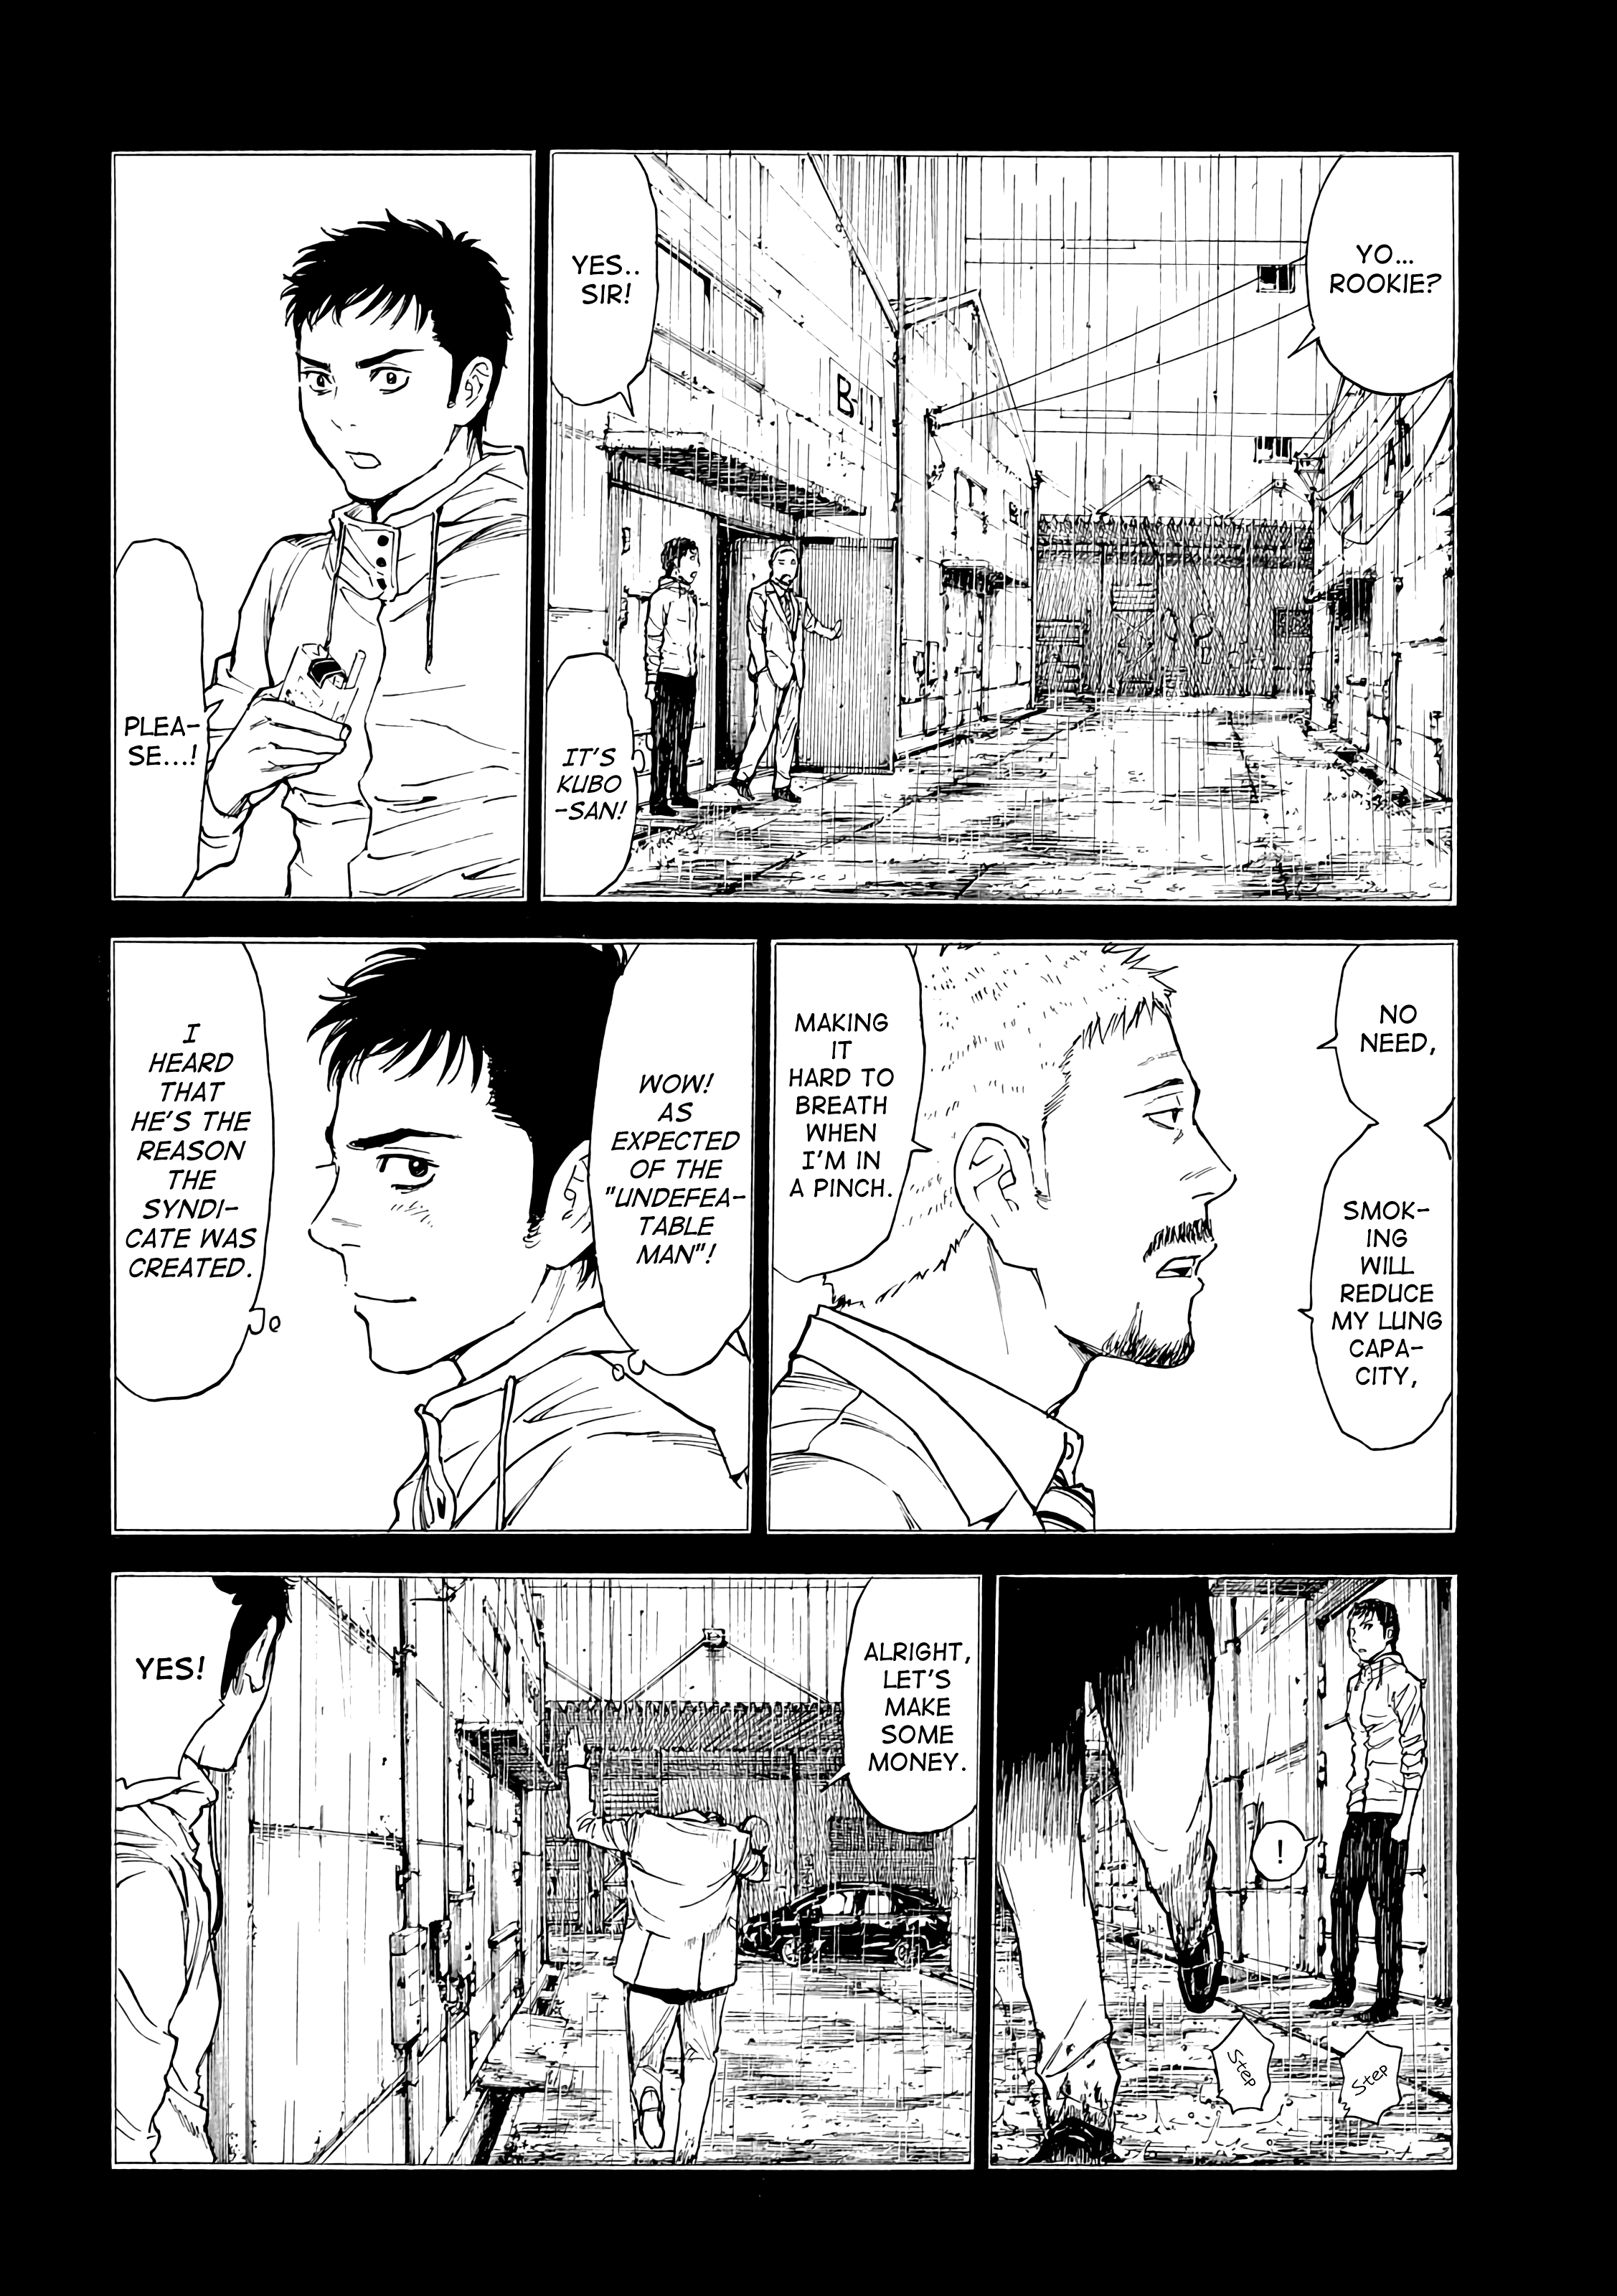 YO...
ROOKIE?
YES..
SIR!
B-
IT'S
KUBO
-SAN!
PLEA-
SE...!
NO
NEED,
SMOK-
ING
WILL
REDUCE
MY LUNG
CAPA-
CITY,
MAKING
IT
HARD TO
BREATH
WHEN
I'M IN
A PINCH.
WOW!
AS
EXPECTED
OF THE
"UNDEFEA-
TABLE
MAN"!
I
HEARD
THAT
HE'S THE
REASON
THE
SYNDI-
CATE WAS
CREATED.
!
Step
Step
ALRIGHT,
LET'S
MAKE
SOME
MONEY.
YES!